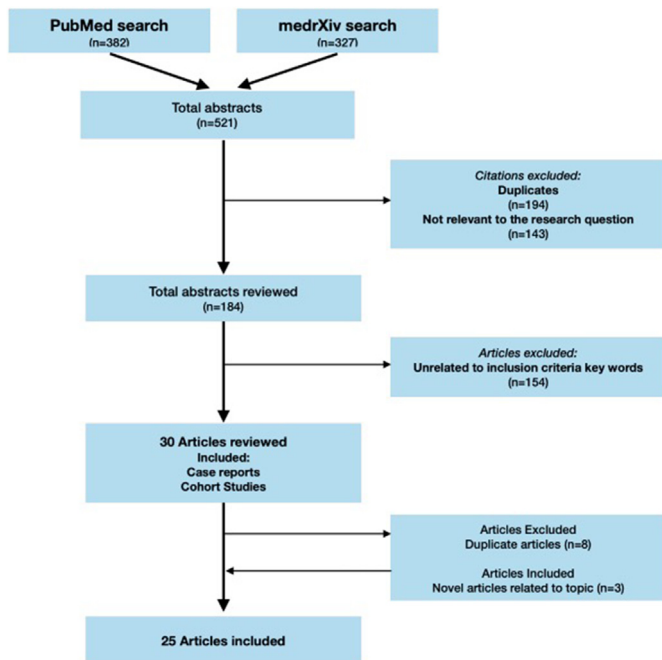 PubMed search
(n=382)
medrXiv search
(n=327)
Total abstracts
(n=521)
Citations excluded:
Duplicates
(n=194)
Not relevant to the research question
(n=143)
Total abstracts reviewed
(n=184)
Articles excluded:
Unrelated to inclusion criteria key words
(n=154)
30 Articles reviewed
Included:
Case reports
Cohort Studies
Articles Excluded
Duplicate articles (n=8)
Articles Included
Novel articles related to topic (n=3)
25 Articles included